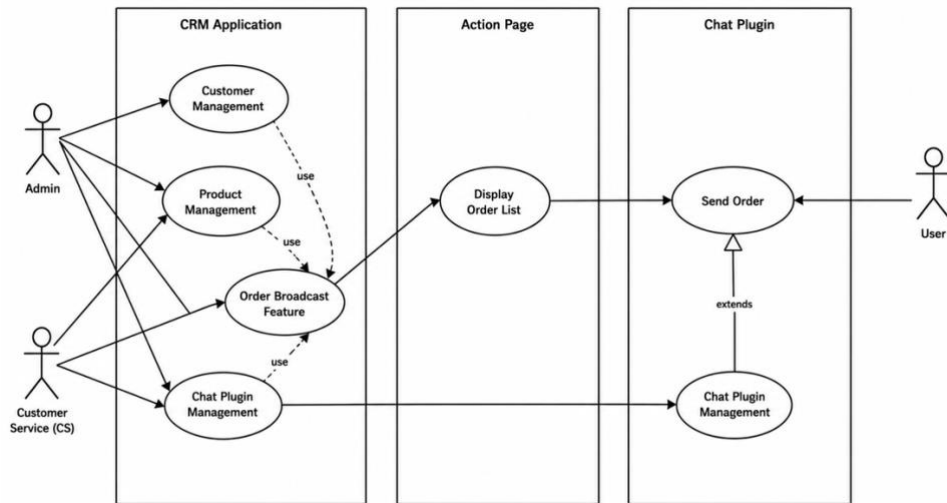 CRM Application
Action Page
Chat Plugin
Customer
Management
use
Admin
Product
Management
use
Display
Order List
Send Order
User
Order Broadcast
Feature
extends
use
Customer
Service (CS)
Chat Plugin
Management
Chat Plugin
Management